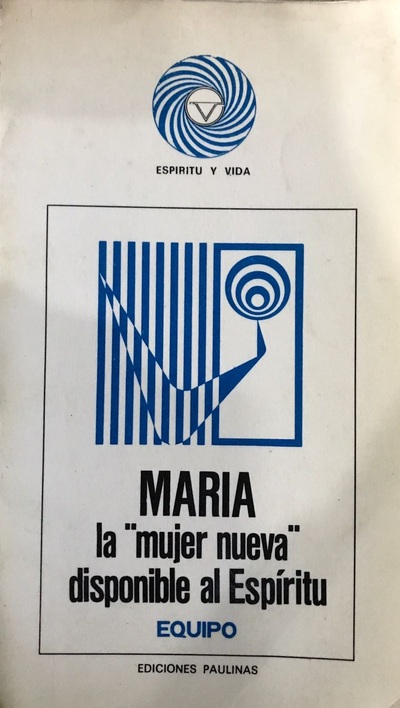 V
ESPIRITU Y VIDA
MARIA
la "mujer nueva"
disponible al Espíritu
EQUIPO
EDICIONES PAULINAS